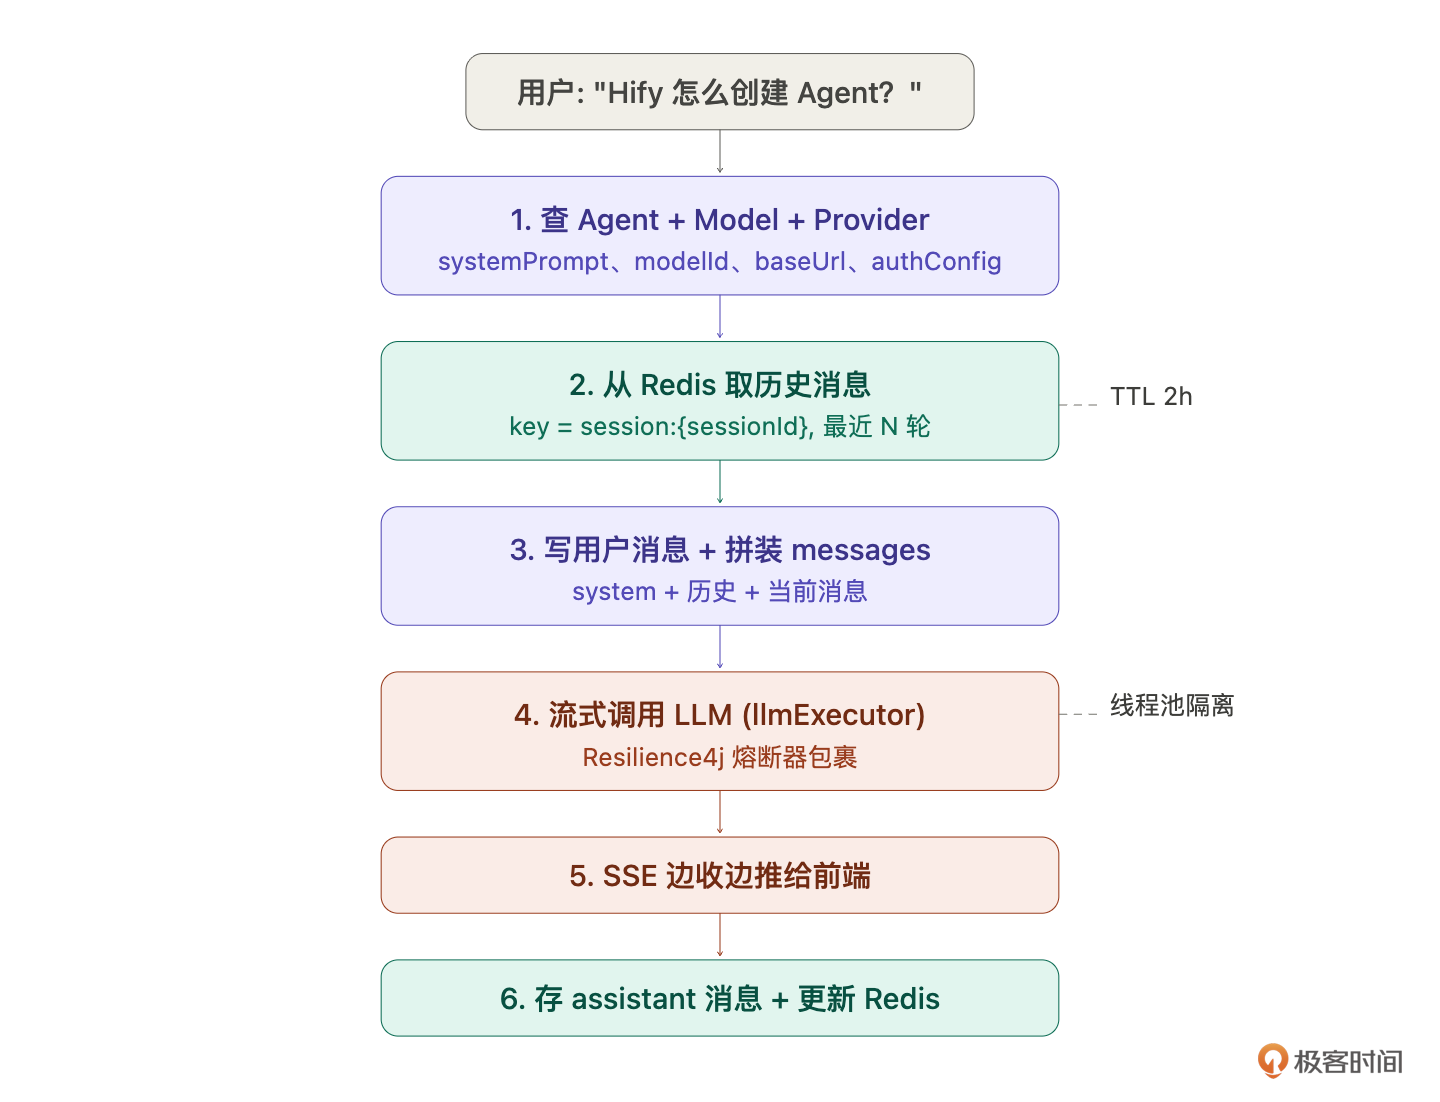 用户: "Hify 怎么创建 Agent？"
1. 查 Agent + Model + Provider
systemPrompt、modelId、baseUrl、authConfig
2. 从 Redis 取历史消息
key = session:{sessionId}, 最近 N 轮
TTL 2h
3. 写用户消息 + 拼装 messages
system + 历史 + 当前消息
4. 流式调用 LLM (llmExecutor)
Resilience4j 熔断器包裹
线程池隔离
5. SSE 边收边推给前端
6. 存 assistant 消息 + 更新 Redis
极客时间